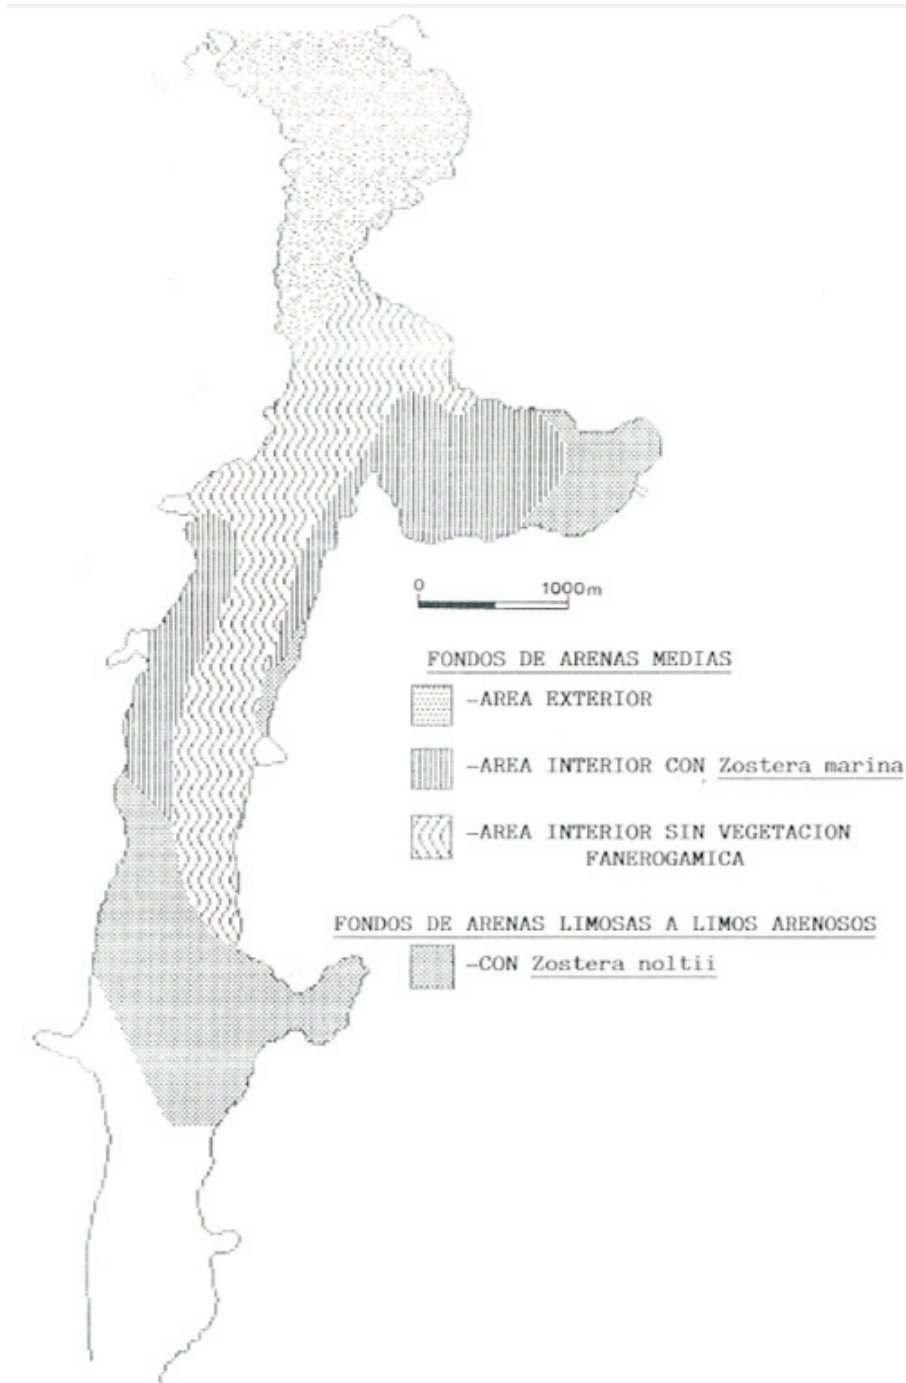 0 1000m
FONDOS DE ARENAS MEDIAS
-AREA EXTERIOR
-AREA INTERIOR CON Zostera marina
-AREA INTERIOR SIN VEGETACION
FANEROGAMICA
FONDOS DE ARENAS LIMOSAS A LIMOS ARENOSOS
-CON Zostera noltii